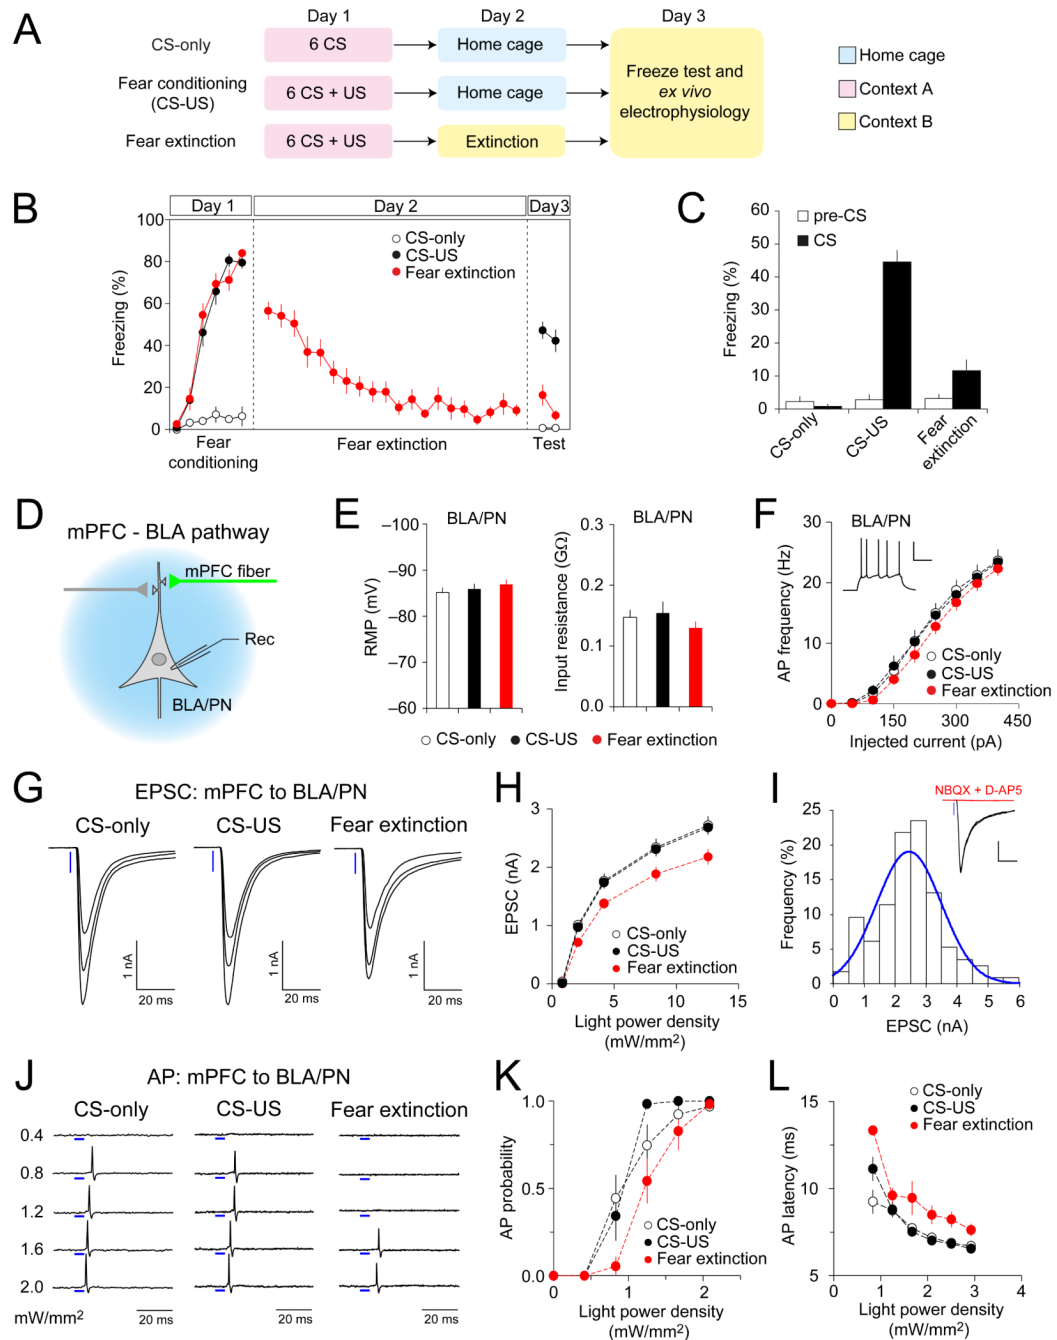 A
Day 1
Day 2
Day 3
CS-only
6 CS
Home cage
Fear conditioning
(CS-US)
6 CS + US
Home cage
Fear extinction
6 CS + US
Extinction
Freeze test and
ex vivo
electrophysiology
Home cage
Context A
Context B
B
Day 1
Day 2
Day3
100
80
60
40
20
0
Freezing (%)
CS-only
CS-US
Fear extinction
Fear
conditioning
Fear extinction
Test
C
60
50
40
30
20
10
0
Freezing (%)
pre-CS
CS
CS-only
CS-US
Fear
extinction
D
mPFC - BLA pathway
mPFC fiber
Rec
BLA/PN
E
BLA/PN
–100
–90
–80
–70
–60
RMP (mV)
BLA/PN
0.3
0.2
0.1
0.0
Input resistance (GΩ)
CS-only
CS-US
Fear extinction
F
BLA/PN
30
20
10
0
AP frequency (Hz)
CS-only
CS-US
Fear extinction
0
150
300
450
Injected current (pA)
G
EPSC: mPFC to BLA/PN
CS-only
CS-US
Fear extinction
1 nA
20 ms
1 nA
20 ms
1 nA
20 ms
H
3
2
1
0
EPSC (nA)
CS-only
CS-US
Fear extinction
0
5
10
15
Light power density
(mW/mm²)
I
NBQX + D-AP5
25
20
15
10
5
0
Frequency (%)
0
1
2
3
4
5
6
EPSC (nA)
J
AP: mPFC to BLA/PN
CS-only
CS-US
Fear extinction
0.4
0.8
1.2
1.6
2.0
mW/mm²
20 ms
20 ms
20 ms
K
1.0
0.5
0.0
AP probability
CS-only
CS-US
Fear extinction
0
1
2
Light power density
(mW/mm²)
L
15
10
5
AP latency (ms)
CS-only
CS-US
Fear extinction
0
1
2
3
4
Light power density
(mW/mm²)